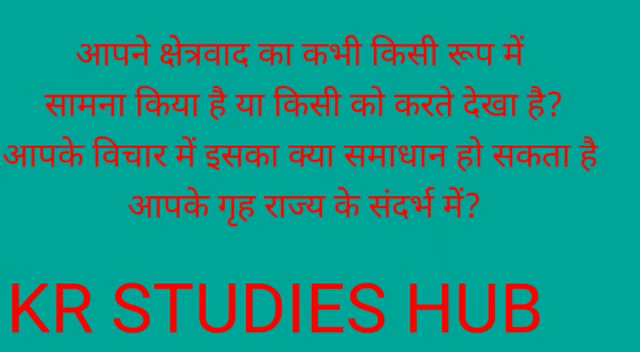 आपने क्षेत्रवाद का कभी किसी रूप में
सामना किया है या किसी को करते देखा है?
आपके विचार में इसका क्या समाधान हो सकता है
आपके गृह राज्य के संदर्भ में?
KR STUDIES HUB